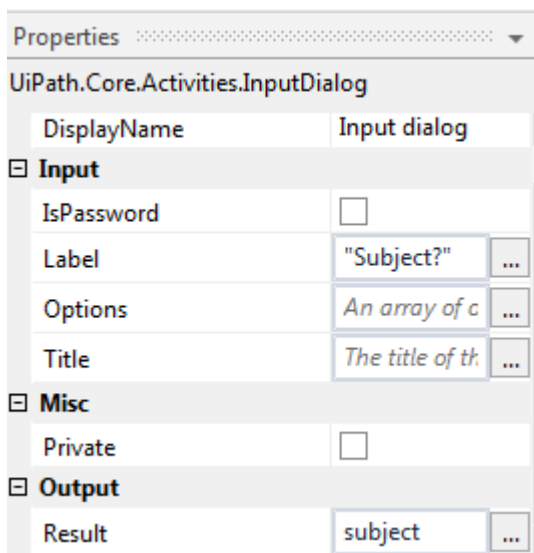 Properties
UiPath.Core.Activities.InputDialog
DisplayName Input dialog
Input
IsPassword
Label "Subject?" ...
Options An array of o ...
Title The title of th ...
Misc
Private
Output
Result subject ...